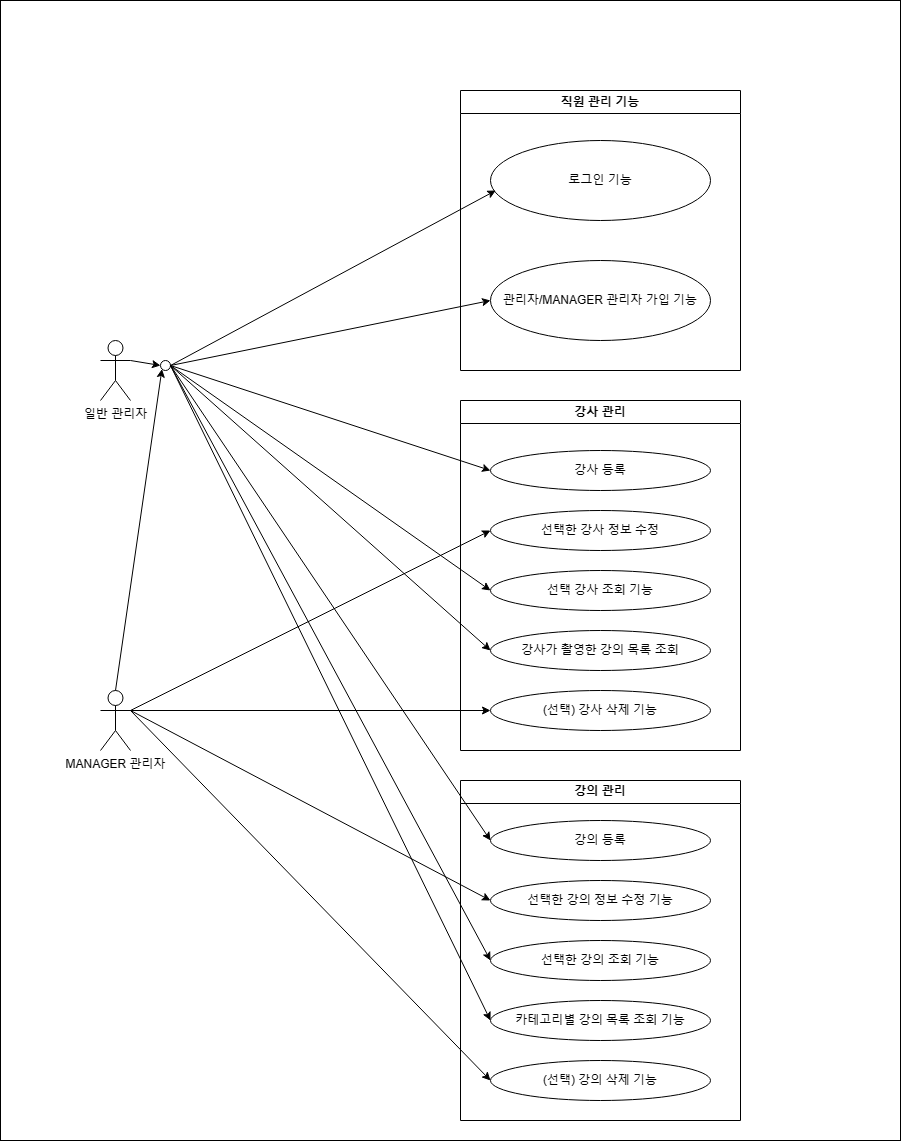 직원 관리 기능
로그인 기능
관리자/MANAGER 관리자 가입 기능
일반 관리자
강사 관리
강사 등록
선택한 강사 정보 수정
선택 강사 조회 기능
강사가 촬영한 강의 목록 조회
(선택) 강사 삭제 기능
MANAGER 관리자
강의 관리
강의 등록
선택한 강의 정보 수정 기능
선택한 강의 조회 기능
카테고리별 강의 목록 조회 기능
(선택) 강의 삭제 기능